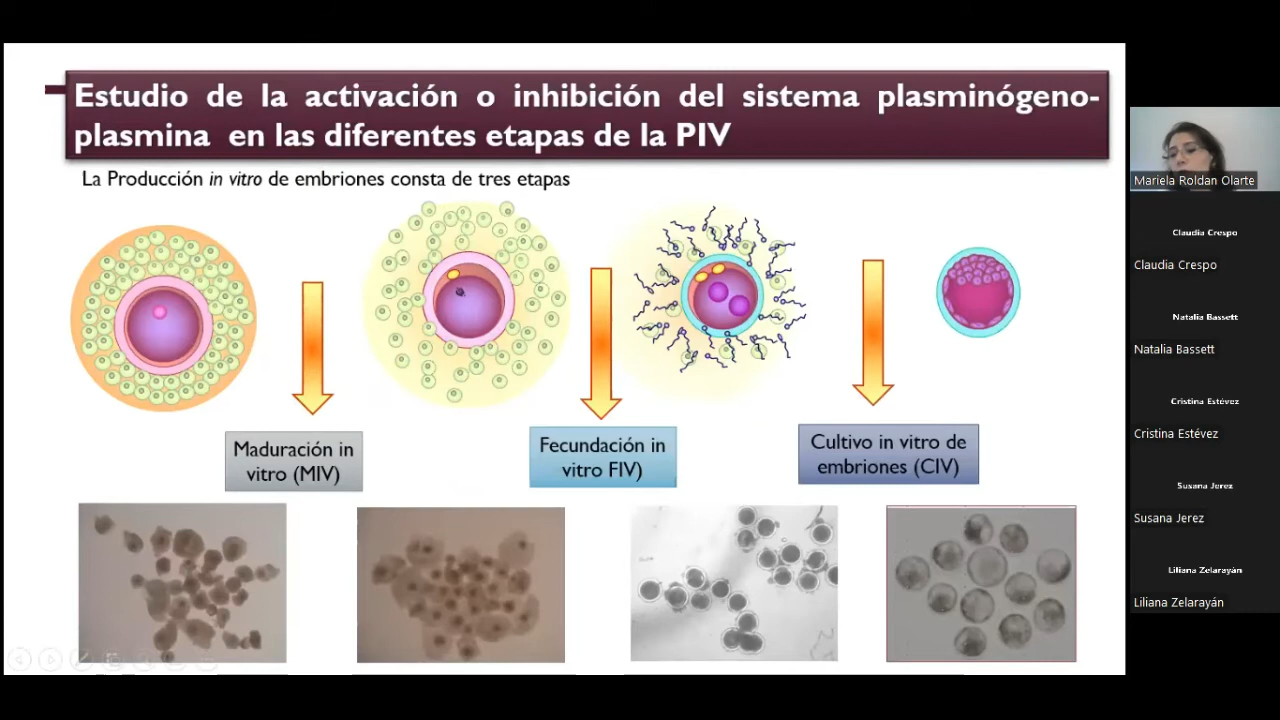 Estudio de la activación o inhibición del sistema plasminógeno-
plasmina en las diferentes etapas de la PIV
La Producción in vitro de embriones consta de tres etapas
Maduración in
vitro (MIV)
Fecundación in
vitro FIV)
Cultivo in vitro de
embriones (CIV)
Mariela Roldan Olarte
Claudia Crespo
Claudia Crespo
Natalia Bassett
Natalia Bassett
Cristina Estévez
Cristina Estévez
Susana Jerez
Susana Jerez
Liliana Zelarayán
Liliana Zelarayán